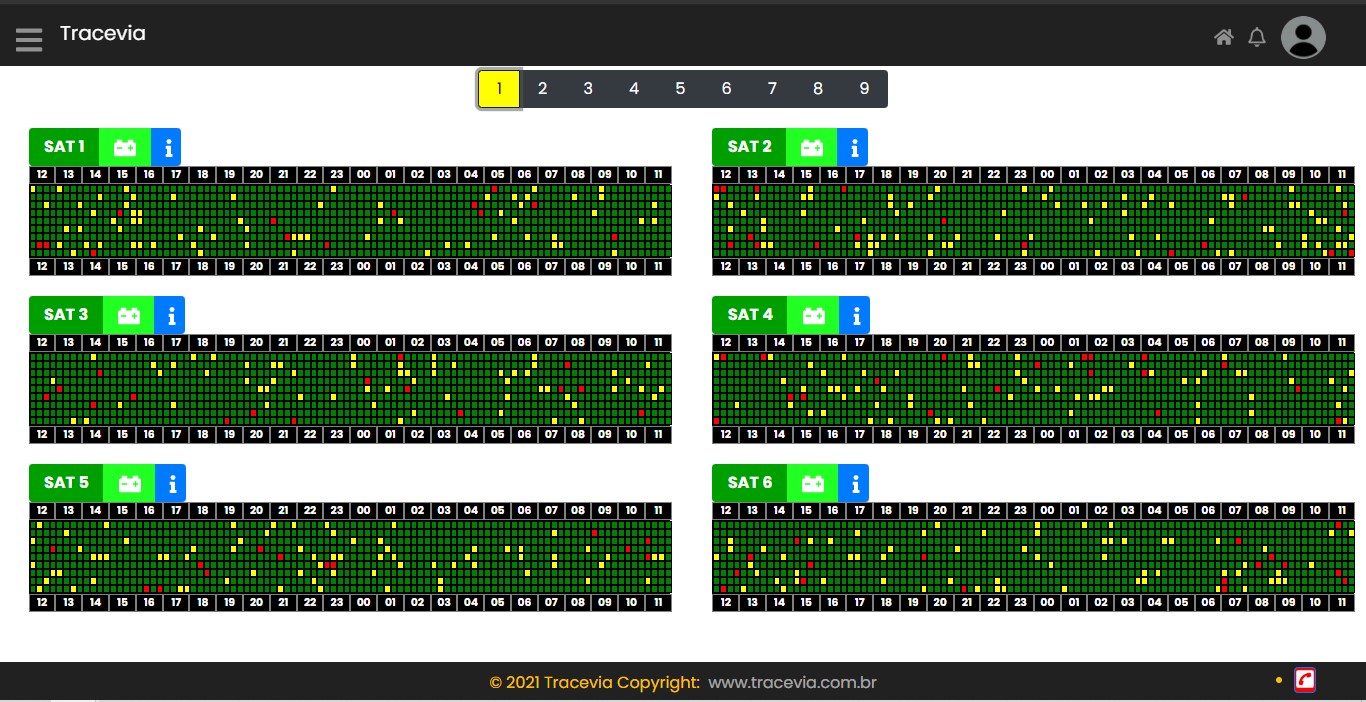 Tracevia
1 2 3 4 5 6 7 8 9
SAT 1
12 13 14 15 16 17 18 19 20 21 22 23 00 01 02 03 04 05 06 07 08 09 10 11
12 13 14 15 16 17 18 19 20 21 22 23 00 01 02 03 04 05 06 07 08 09 10 11
SAT 2
12 13 14 15 16 17 18 19 20 21 22 23 00 01 02 03 04 05 06 07 08 09 10 11
12 13 14 15 16 17 18 19 20 21 22 23 00 01 02 03 04 05 06 07 08 09 10 11
SAT 3
12 13 14 15 16 17 18 19 20 21 22 23 00 01 02 03 04 05 06 07 08 09 10 11
12 13 14 15 16 17 18 19 20 21 22 23 00 01 02 03 04 05 06 07 08 09 10 11
SAT 4
12 13 14 15 16 17 18 19 20 21 22 23 00 01 02 03 04 05 06 07 08 09 10 11
12 13 14 15 16 17 18 19 20 21 22 23 00 01 02 03 04 05 06 07 08 09 10 11
SAT 5
12 13 14 15 16 17 18 19 20 21 22 23 00 01 02 03 04 05 06 07 08 09 10 11
12 13 14 15 16 17 18 19 20 21 22 23 00 01 02 03 04 05 06 07 08 09 10 11
SAT 6
12 13 14 15 16 17 18 19 20 21 22 23 00 01 02 03 04 05 06 07 08 09 10 11
12 13 14 15 16 17 18 19 20 21 22 23 00 01 02 03 04 05 06 07 08 09 10 11
© 2021 Tracevia Copyright: www.tracevia.com.br